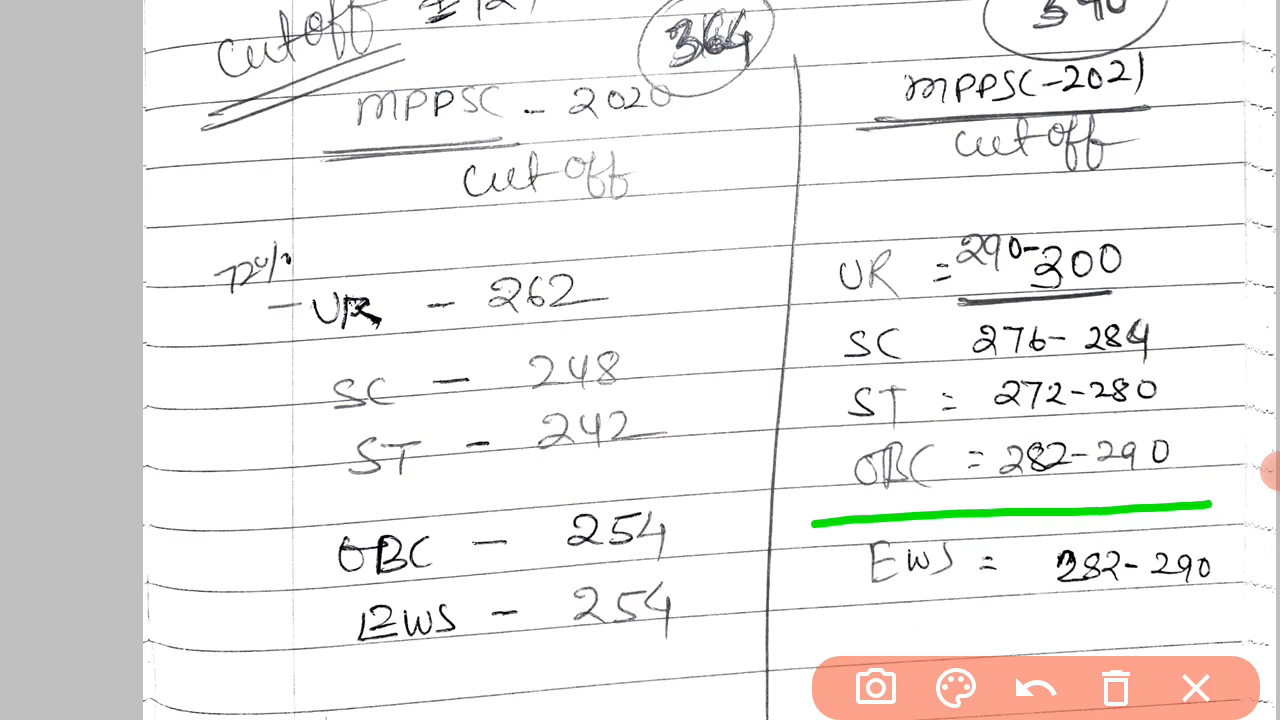 cutoff
364
MPPSC - 2020
cut off
72%
- UR - 262
SC - 248
ST - 242
OBC - 254
EWS - 254
MPPSC-2021
cut off
UR = 290-300
SC 276-284
ST = 272-280
OBC = 282-290
EWS = 282-290